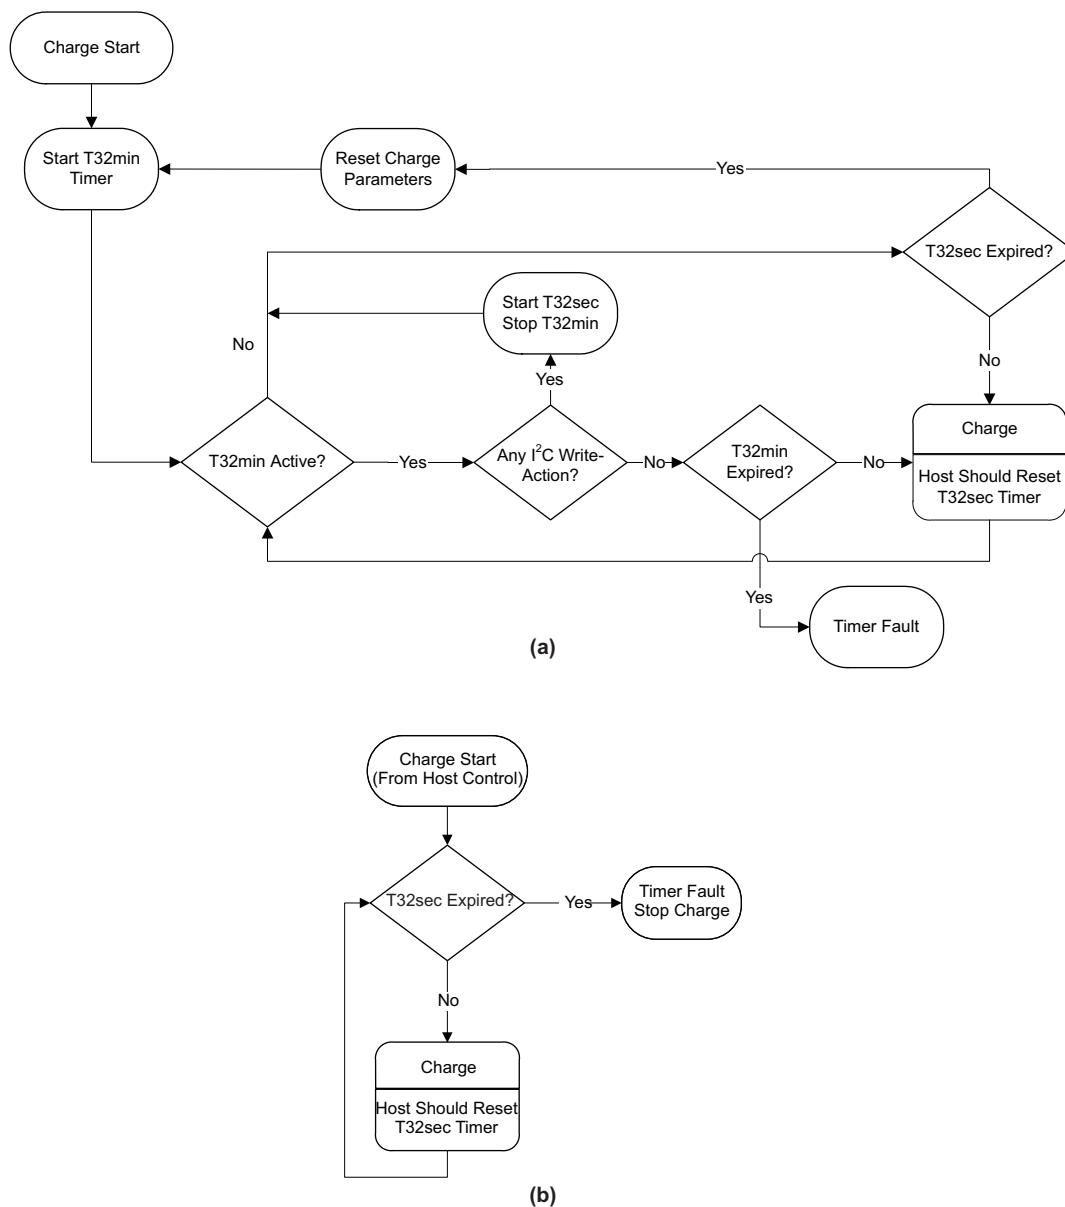 Charge Start
Start T32min
Timer
Reset Charge
Parameters
Yes
T32sec Expired?
Start T32sec
Stop T32min
No
Yes
No
T32min Active?
Yes
Any I²C Write-
Action?
No
T32min
Expired?
No
Charge
Host Should Reset
T32sec Timer
Yes
Timer Fault
(a)
Charge Start
(From Host Control)
T32sec Expired?
Yes
Timer Fault
Stop Charge
No
Charge
Host Should Reset
T32sec Timer
(b)